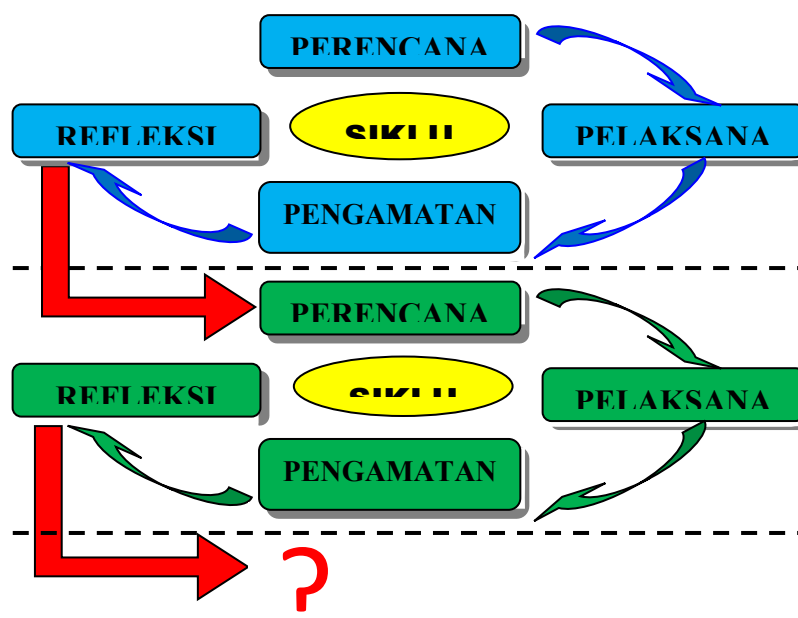 PERENCANA
REFLEKSI
SIKLU
PELAKSANA
PENGAMATAN
PERENCANA
REFLEKSI
SIKLU
PELAKSANA
PENGAMATAN
?